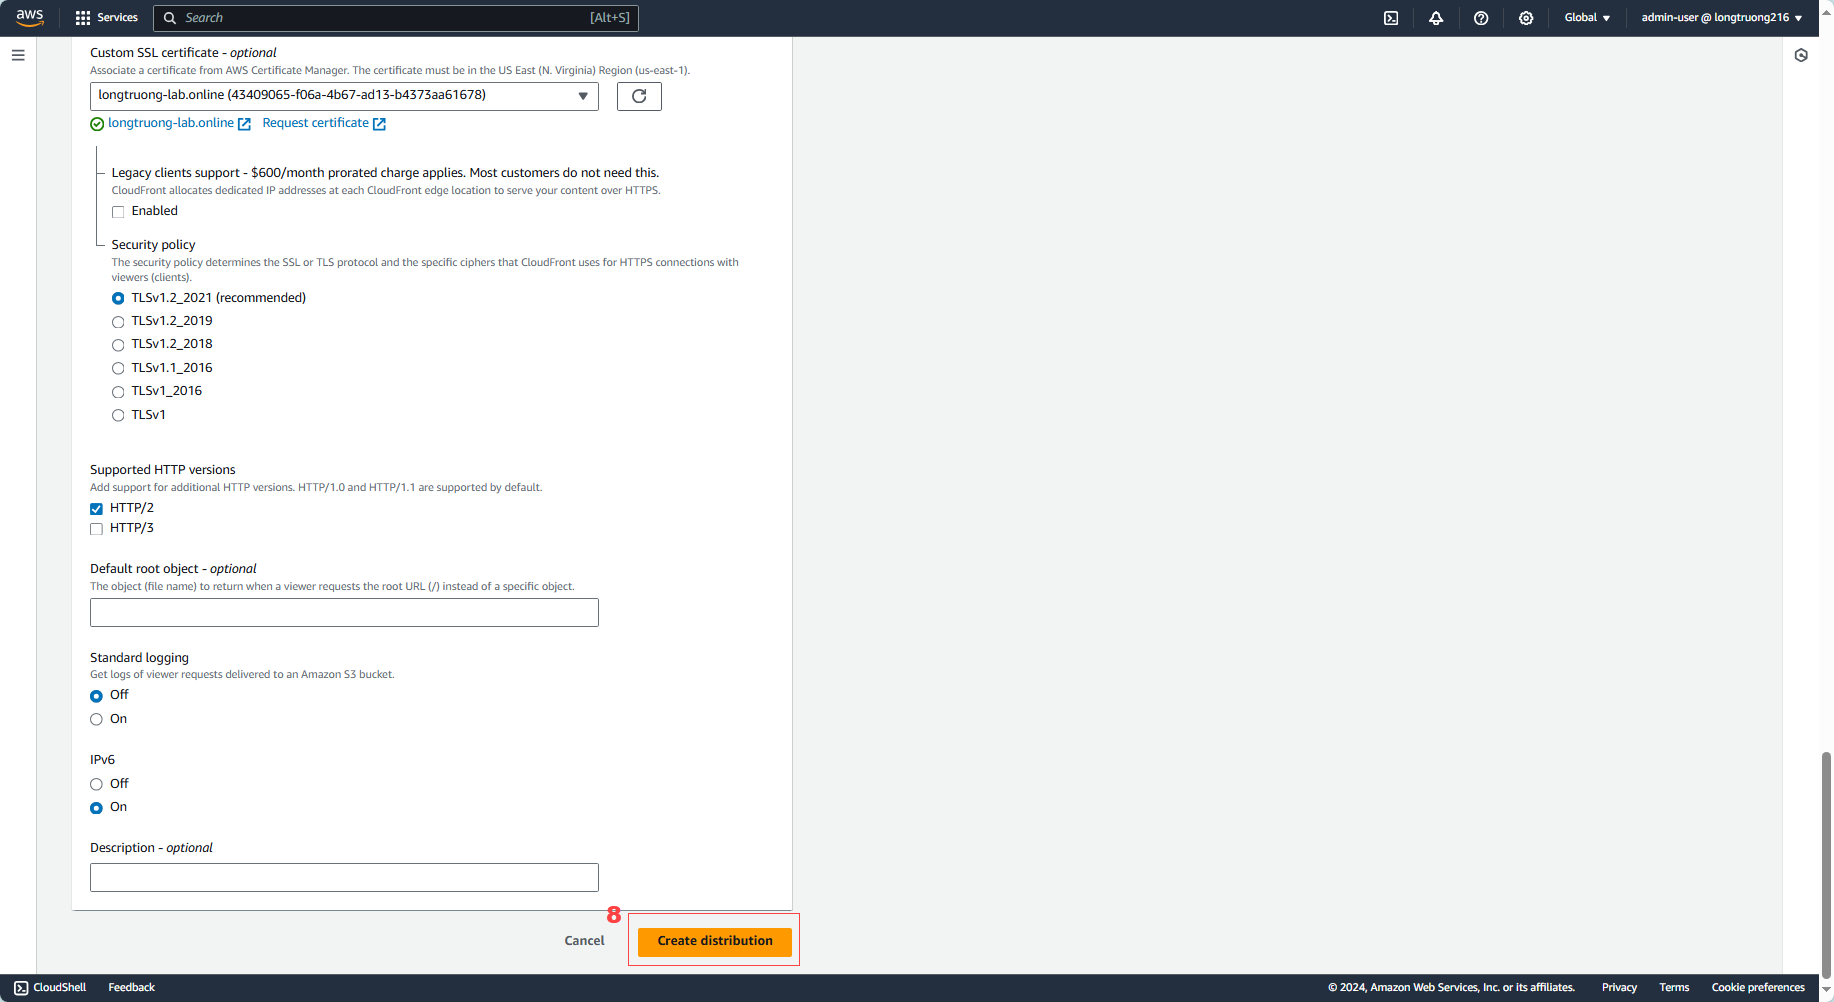 aws Services Search [Alt+S] Global admin-user @ longtruong216
Custom SSL certificate - optional
Associate a certificate from AWS Certificate Manager. The certificate must be in the US East (N. Virginia) Region (us-east-1).
longtruong-lab.online (43409065-f06a-4b67-ad13-b4373aa61678)
longtruong-lab.online Request certificate
Legacy clients support - $600/month prorated charge applies. Most customers do not need this.
CloudFront allocates dedicated IP addresses at each CloudFront edge location to serve your content over HTTPS.
Enabled
Security policy
The security policy determines the SSL or TLS protocol and the specific ciphers that CloudFront uses for HTTPS connections with
viewers (clients).
TLSv1.2_2021 (recommended)
TLSv1.2_2019
TLSv1.2_2018
TLSv1.1_2016
TLSv1_2016
TLSv1
Supported HTTP versions
Add support for additional HTTP versions. HTTP/1.0 and HTTP/1.1 are supported by default.
HTTP/2
HTTP/3
Default root object - optional
The object (file name) to return when a viewer requests the root URL (/) instead of a specific object.
Standard logging
Get logs of viewer requests delivered to an Amazon S3 bucket.
Off
On
IPv6
Off
On
Description - optional
8
Cancel Create distribution
CloudShell Feedback © 2024, Amazon Web Services, Inc. or its affiliates. Privacy Terms Cookie preferences